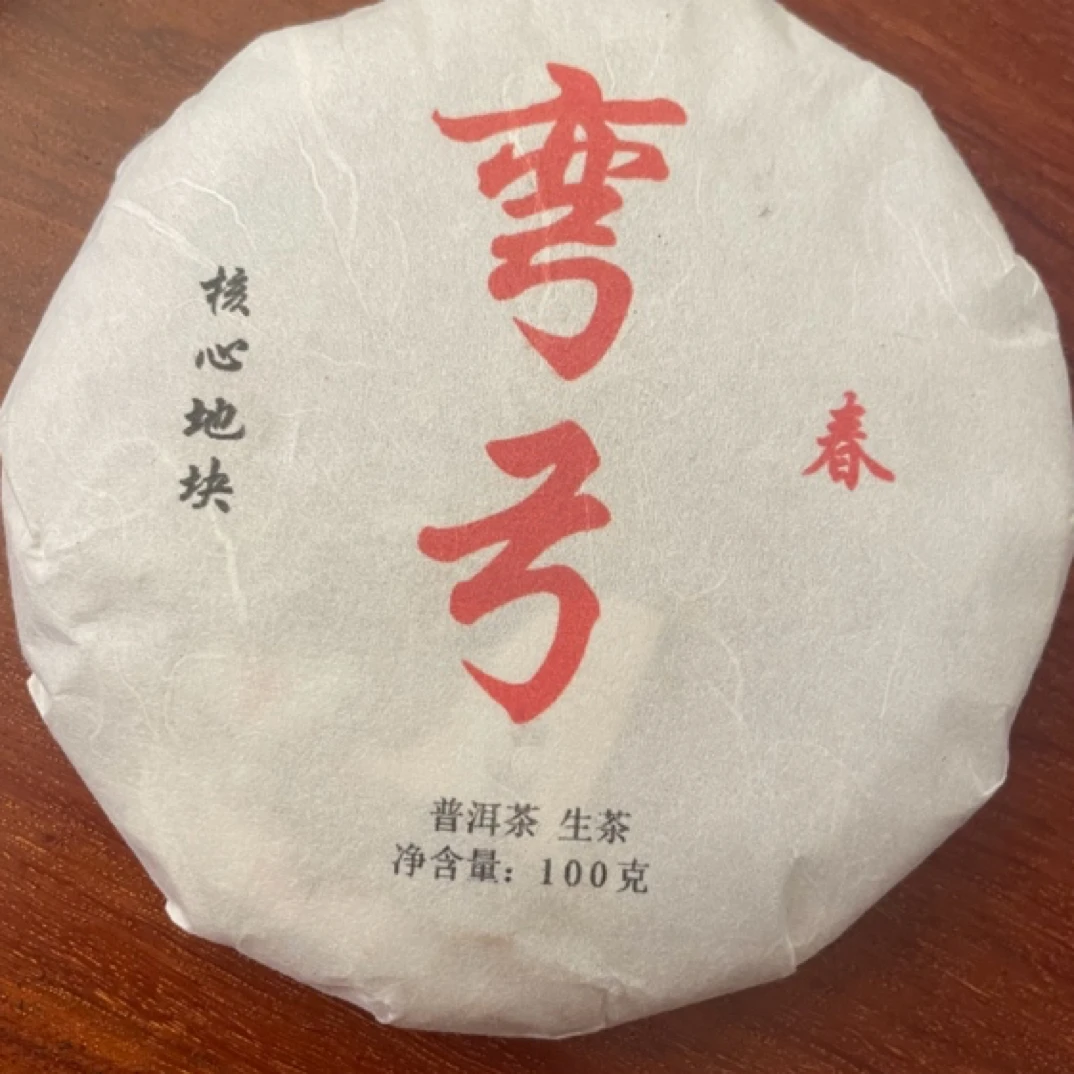 弯弓
春
核心地块
普洱茶 生茶
净含量：100克